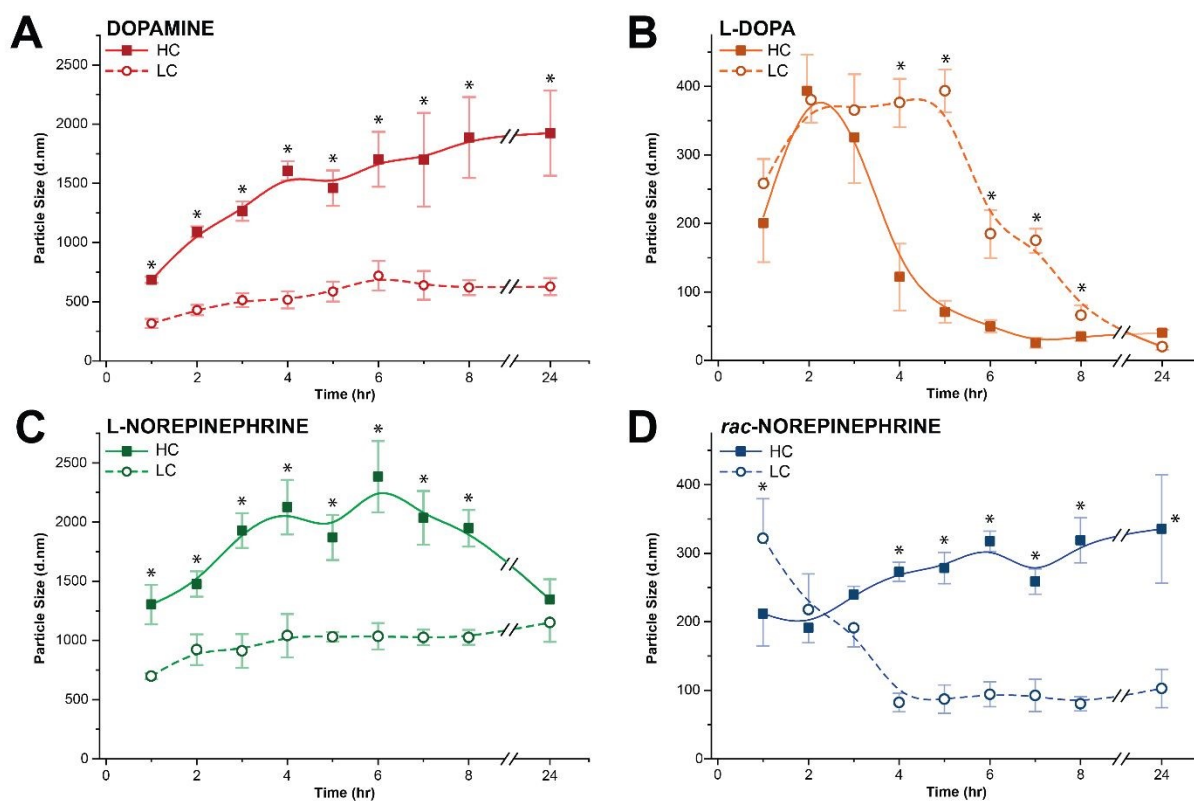 A
DOPAMINE
HC
LC
2500
2000
1500
1000
500
0
Particle Size (d.nm)
* * * * * * * * *
0 2 4 6 8 24
Time (hr)
B
L-DOPA
HC
LC
400
300
200
100
0
Particle Size (d.nm)
* * * * *
0 2 4 6 8 24
Time (hr)
C
L-NOREPINEPHRINE
HC
LC
2500
2000
1500
1000
500
0
Particle Size (d.nm)
* * * * * * * *
0 2 4 6 8 24
Time (hr)
D
rac-NOREPINEPHRINE
HC
LC
400
300
200
100
0
Particle Size (d.nm)
* * * * * * *
0 2 4 6 8 24
Time (hr)